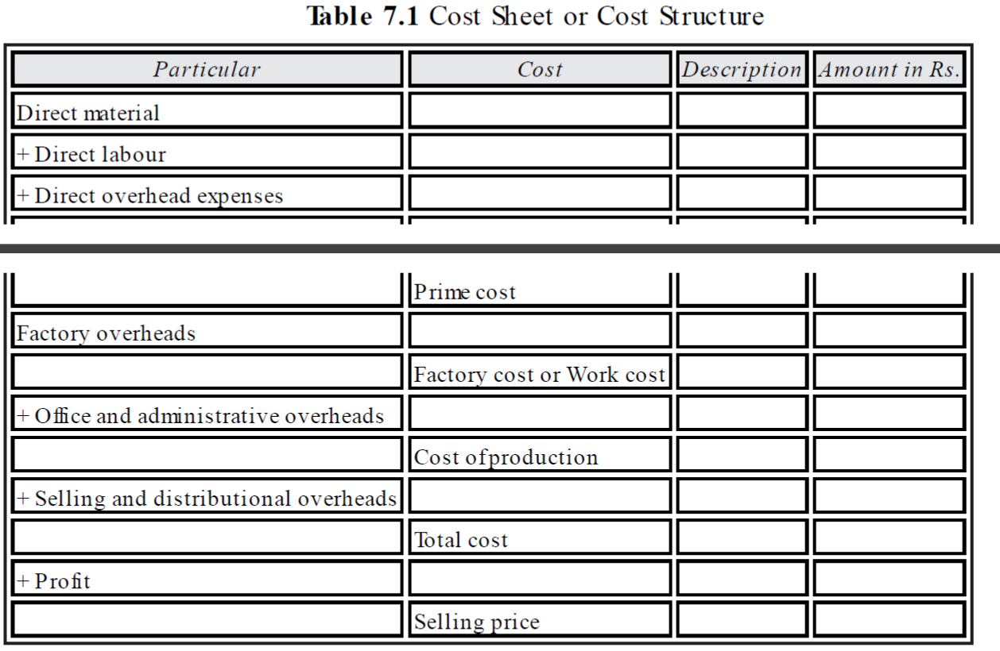 Table 7.1 Cost Sheet or Cost Structure
Particular Cost Description Amount in Rs.
Direct material
+ Direct labour
+ Direct overhead expenses
Prime cost
Factory overheads
Factory cost or Work cost
+ Office and administrative overheads
Cost of production
+ Selling and distributional overheads
Total cost
+ Profit
Selling price